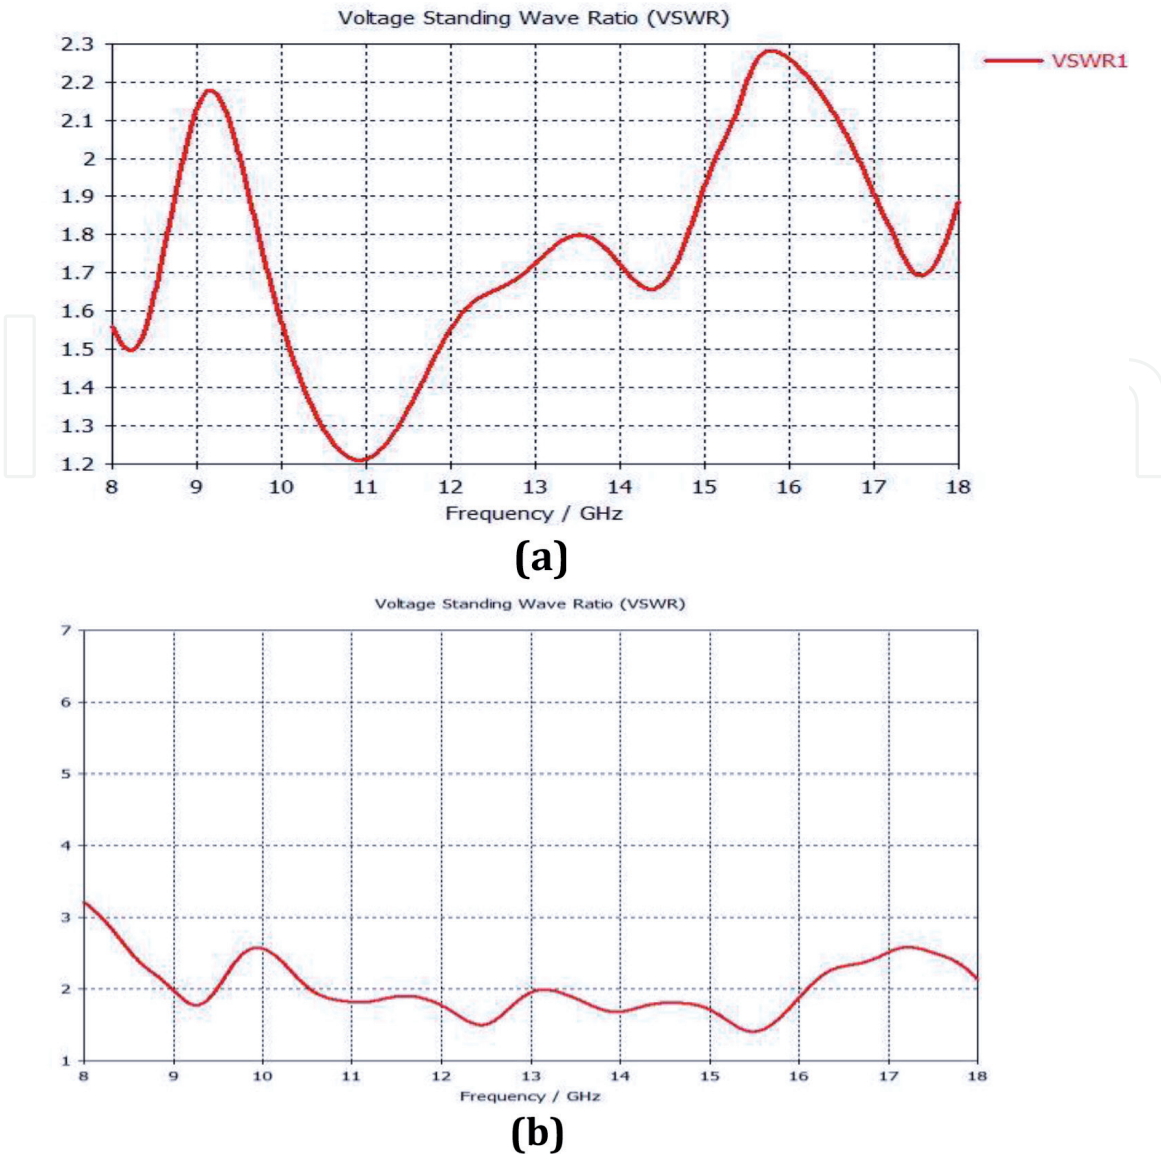 Voltage Standing Wave Ratio (VSWR)
2.3
2.2
2.1
2
1.9
1.8
1.7
1.6
1.5
1.4
1.3
1.2
VSWR1
8 9 10 11 12 13 14 15 16 17 18
Frequency / GHz
(a)
Voltage Standing Wave Ratio (VSWR)
7
6
5
4
3
2
1
8 9 10 11 12 13 14 15 16 17 18
Frequency / GHz
(b)